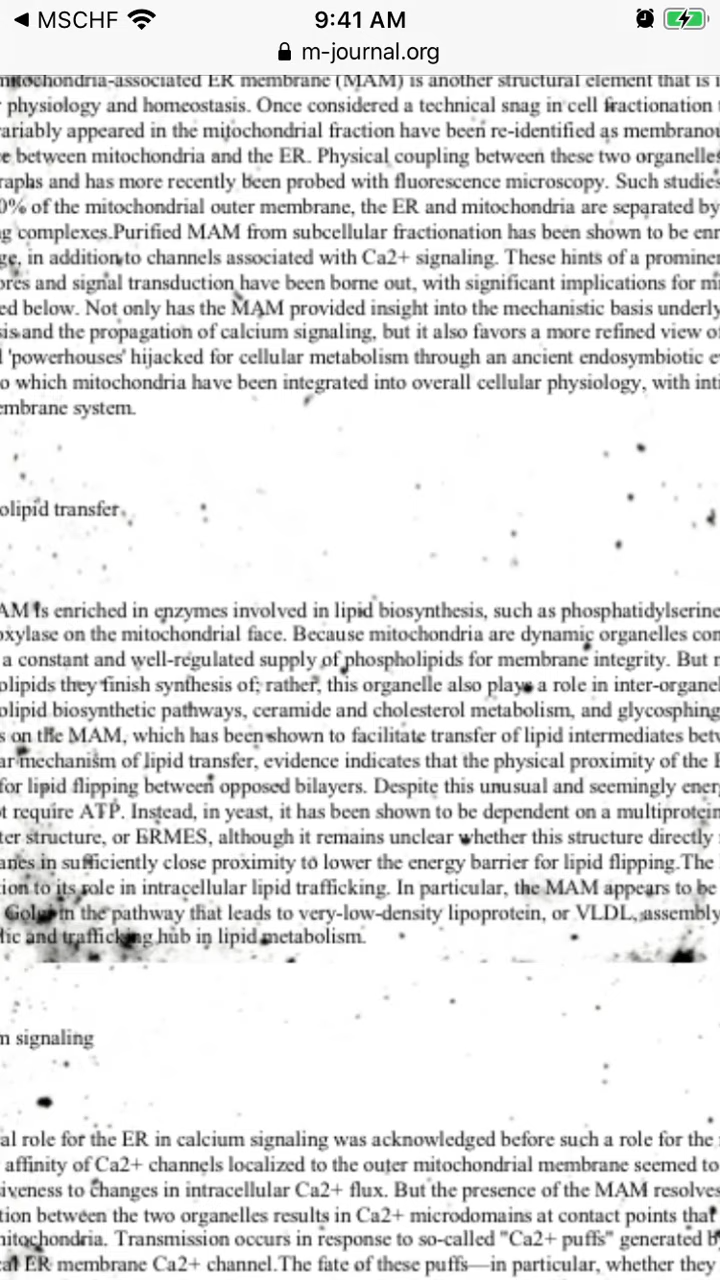 MSCHF 9:41 AM
m-journal.org
mitochondria-associated ER membrane (MAM) is another structural element that is i
physiology and homeostasis. Once considered a technical snag in cell fractionation
ariably appeared in the mitochondrial fraction have been re-identified as membranou
e between mitochondria and the ER. Physical coupling between these two organelles
raphs and has more recently been probed with fluorescence microscopy. Such studies
0% of the mitochondrial outer membrane, the ER and mitochondria are separated by
g complexes.Purified MAM from subcellular fractionation has been shown to be enr
ge, in addition to channels associated with Ca2+ signaling. These hints of a prominen
ores and signal transduction have been borne out, with significant implications for mi
ed below. Not only has the MAM provided insight into the mechanistic basis underly
sis and the propagation of calcium signaling, but it also favors a more refined view of
l 'powerhouses' hijacked for cellular metabolism through an ancient endosymbiotic e
o which mitochondria have been integrated into overall cellular physiology, with inti
embrane system.
olipid transfer
AM is enriched in enzymes involved in lipid biosynthesis, such as phosphatidylserine
oxylase on the mitochondrial face. Because mitochondria are dynamic organelles con
a constant and well-regulated supply of phospholipids for membrane integrity. But
olipids they finish synthesis of; rather, this organelle also plays a role in inter-organel
olipid biosynthetic pathways, ceramide and cholesterol metabolism, and glycosphing
s on the MAM, which has been shown to facilitate transfer of lipid intermediates betw
ar mechanism of lipid transfer, evidence indicates that the physical proximity of the
for lipid flipping between opposed bilayers. Despite this unusual and seemingly ener
t require ATP. Instead, in yeast, it has been shown to be dependent on a multiprotein
ter structure, or ERMES, although it remains unclear whether this structure directly
anes in sufficiently close proximity to lower the energy barrier for lipid flipping.The
tion to its role in intracellular lipid trafficking. In particular, the MAM appears to be
Golgi in the pathway that leads to very-low-density lipoprotein, or VLDL, assembly
lic and trafficking hub in lipid metabolism.
m signaling
al role for the ER in calcium signaling was acknowledged before such a role for the
affinity of Ca2+ channels localized to the outer mitochondrial membrane seemed to
iveness to changes in intracellular Ca2+ flux. But the presence of the MAM resolves
tion between the two organelles results in Ca2+ microdomains at contact points that
mitochondria. Transmission occurs in response to so-called "Ca2+ puffs" generated b
al ER membrane Ca2+ channel.The fate of these puffs—in particular, whether they